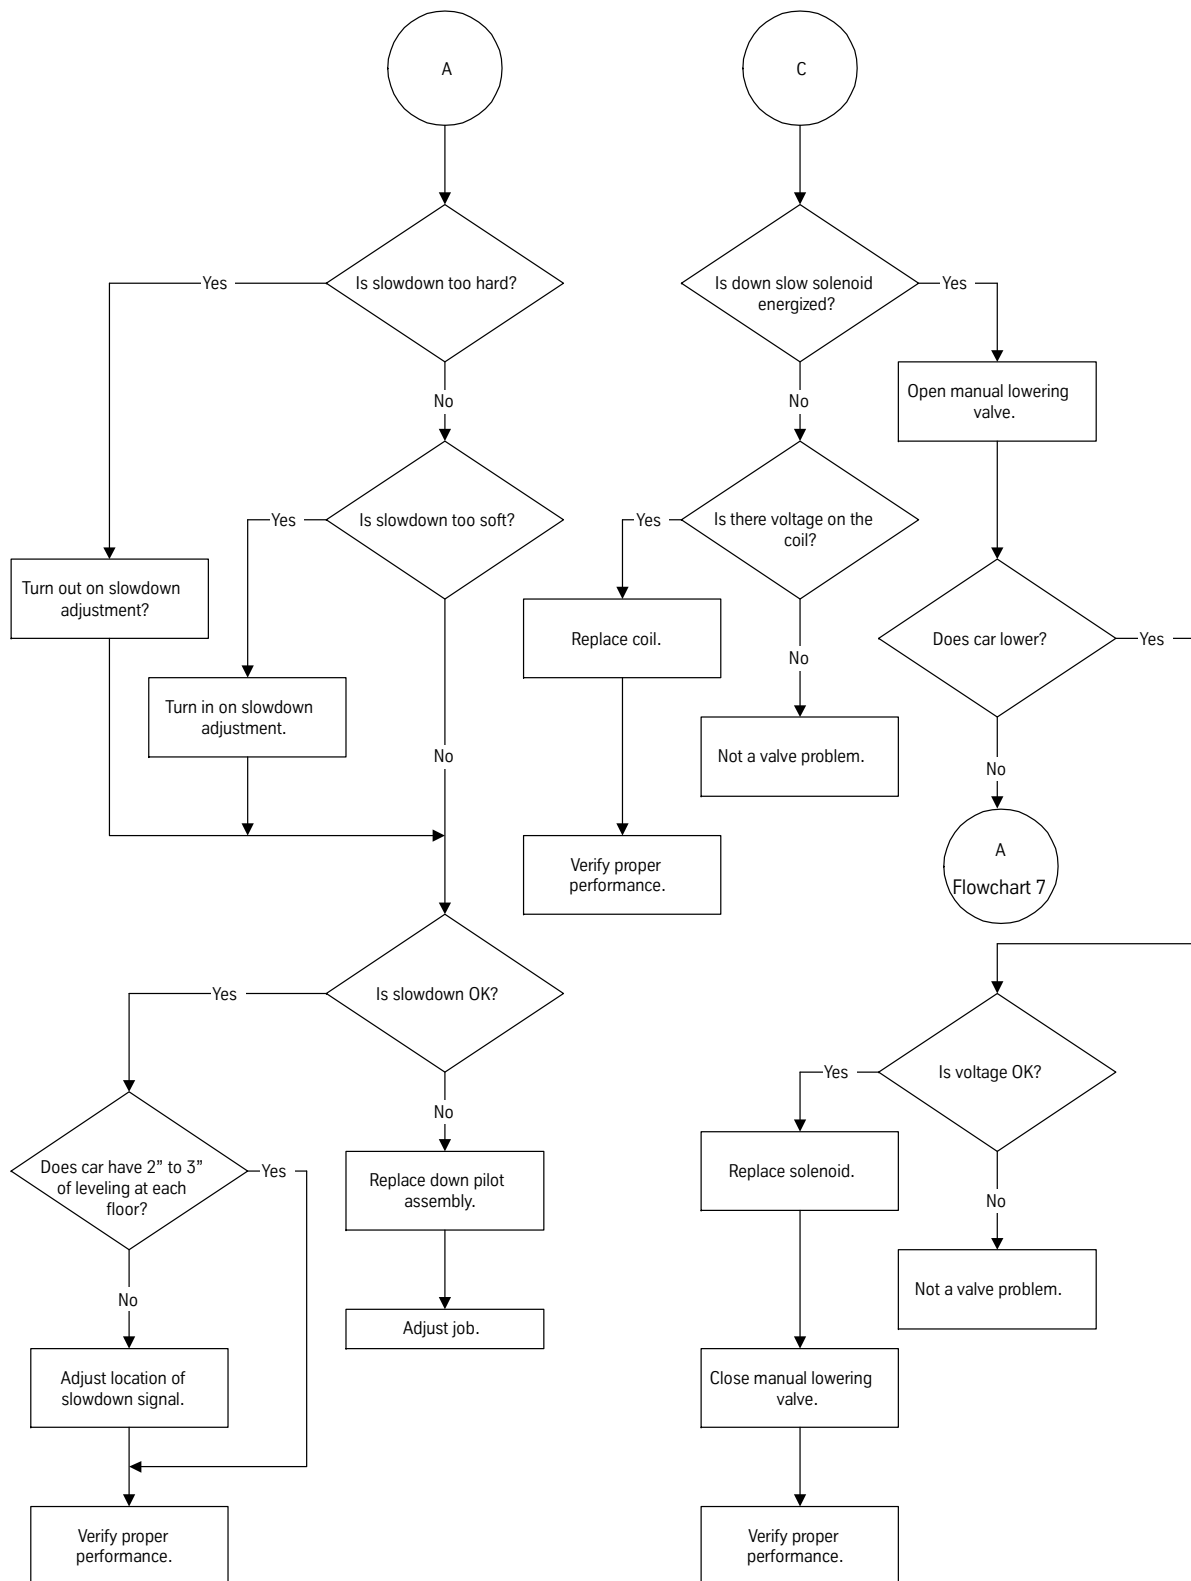 A
Is slowdown too hard?
Yes
No
Is slowdown too soft?
Yes
Turn out on slowdown
adjustment?
Turn in on slowdown
adjustment.
No
Is slowdown OK?
Yes
No
Does car have 2” to 3”
of leveling at each
floor?
Yes
Replace down pilot
assembly.
No
Adjust job.
Adjust location of
slowdown signal.
Verify proper
performance.
C
Is down slow solenoid
energized?
Yes
Open manual lowering
valve.
No
Is there voltage on the
coil?
Yes
Replace coil.
No
Not a valve problem.
Verify proper
performance.
Does car lower?
Yes
No
A
Flowchart 7
Is voltage OK?
Yes
Replace solenoid.
No
Not a valve problem.
Close manual lowering
valve.
Verify proper
performance.